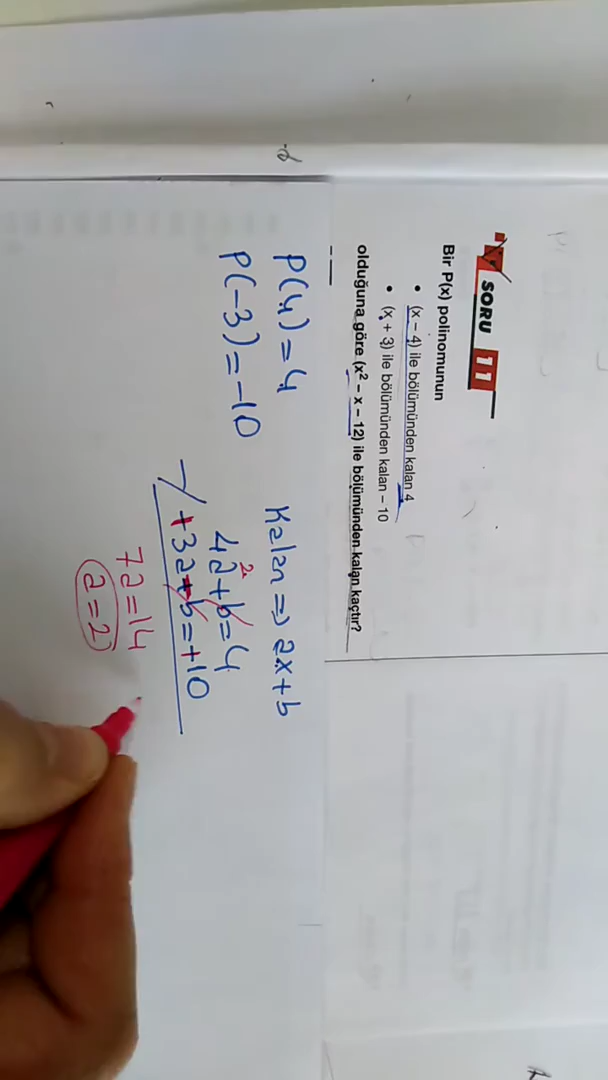 SORU 11
Bir P(x) polinomunun
• (x – 4) ile bölümünden kalan 4
• (x + 3) ile bölümünden kalan – 10
olduğuna göre (x² – x – 12) ile bölümünden kalan kaçtır?
P(4)=4
P(-3)=-10
Kalan => ax+b
4a+b=4
2
-/ +3a+b=+10
7a=14
a=2